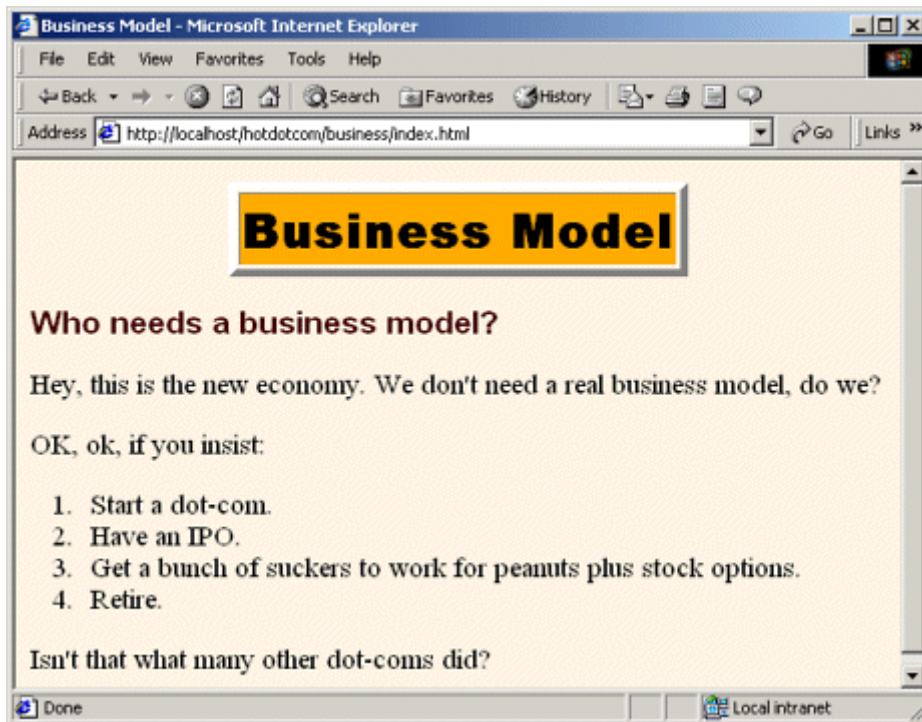 Business Model - Microsoft Internet Explorer
File Edit View Favorites Tools Help
Back Search Favorites History
Address http://localhost/hotdotcom/business/index.html Go Links »
Business Model
Who needs a business model?
Hey, this is the new economy. We don't need a real business model, do we?
OK, ok, if you insist:
1. Start a dot-com.
2. Have an IPO.
3. Get a bunch of suckers to work for peanuts plus stock options.
4. Retire.
Isn't that what many other dot-coms did?
Done Local intranet